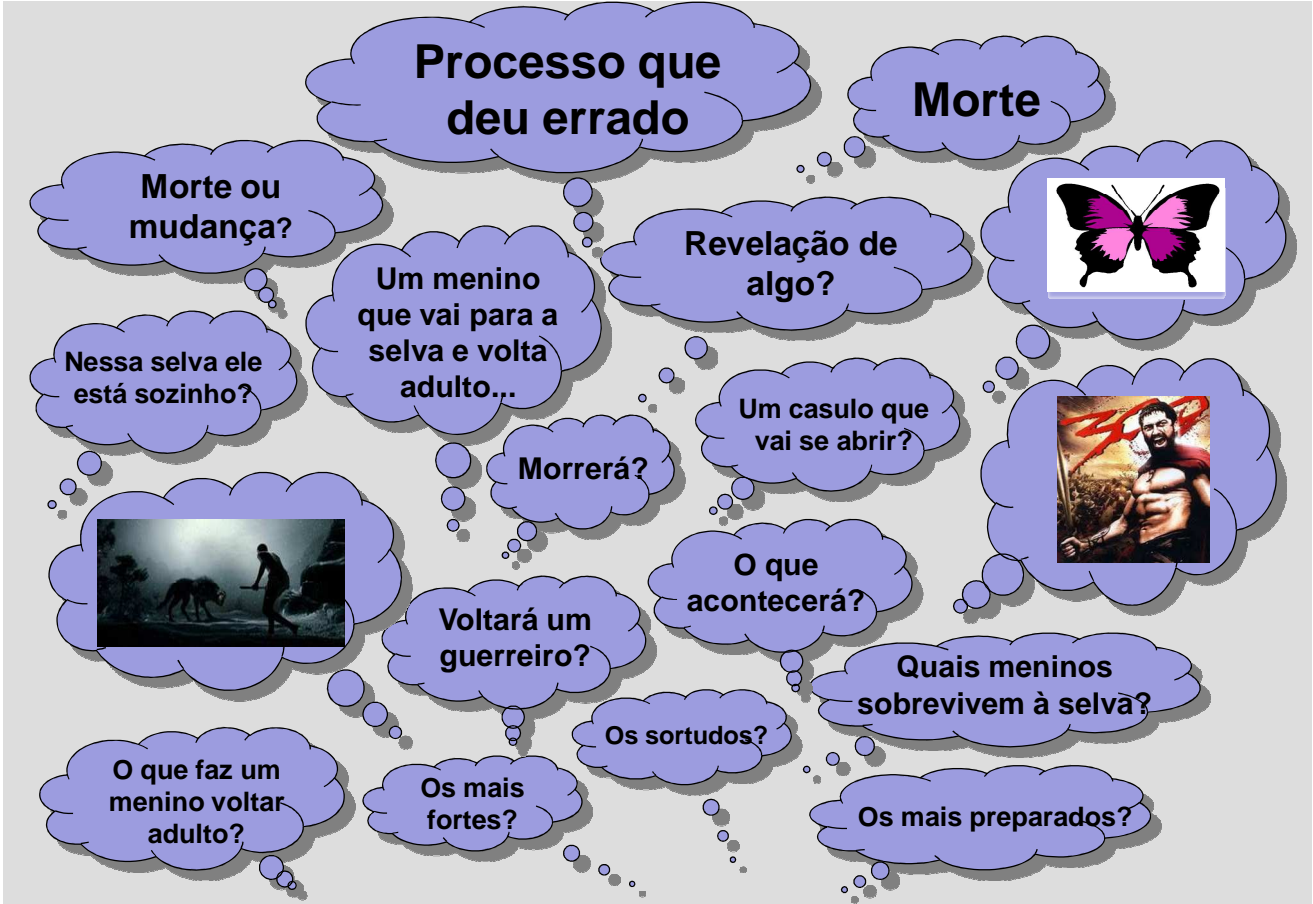 Processo que
deu errado
Morte
Morte ou
mudança?
Revelação de
algo?
Um menino
que vai para a
selva e volta
adulto...
Nessa selva ele
está sozinho?
Um casulo que
vai se abrir?
300
Morrerá?
O que
acontecerá?
Voltará um
guerreiro?
Quais meninos
sobrevivem à selva?
Os sortudos?
O que faz um
menino voltar
adulto?
Os mais
fortes?
Os mais preparados?